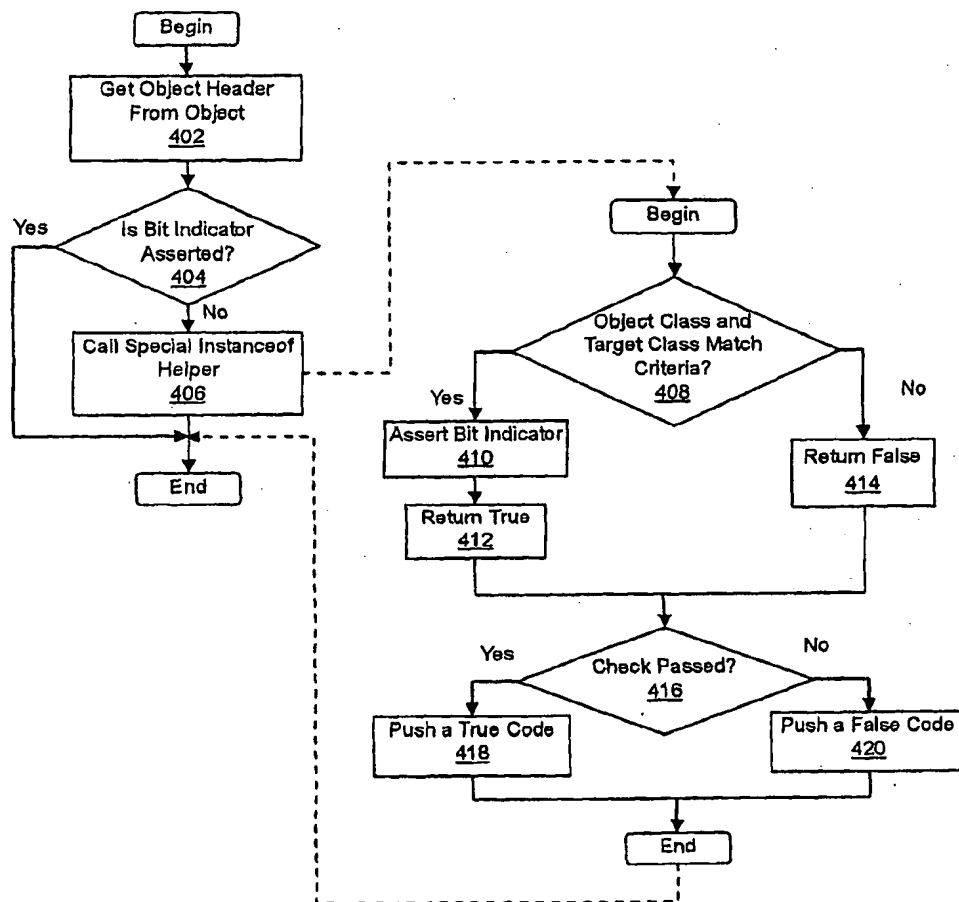 Begin
Get Object Header
From Object
402
Yes
Is Bit Indicator
Asserted?
404
No
Call Special Instanceof
Helper
406
End
Begin
Object Class and
Target Class Match
Criteria?
408
Yes
No
Assert Bit Indicator
410
Return True
412
Return False
414
Yes
Check Passed?
416
No
Push a True Code
418
Push a False Code
420
End